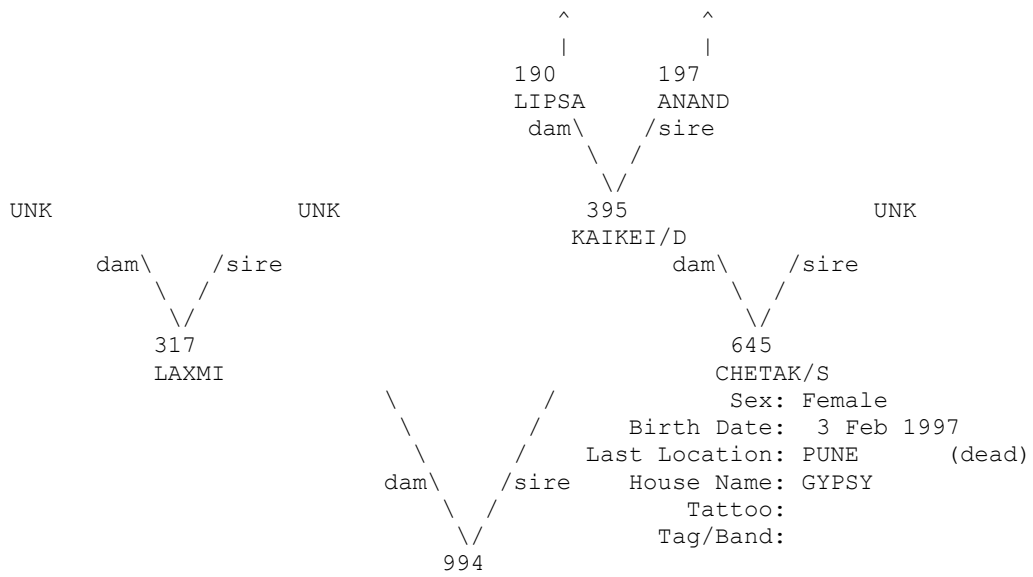 ^ ^
| |
190 197
LIPSA ANAND
dam\ /sire
\ /
\/
UNK UNK 395 UNK
KAIKEI/D
dam\ /sire dam\ /sire
\ / \ /
\/ \/
317 645
LAXMI CHETAK/S
\ / Sex: Female
\ / Birth Date: 3 Feb 1997
\ / Last Location: PUNE (dead)
dam\ /sire House Name: GYPSY
\ / Tattoo:
\/ Tag/Band:
994